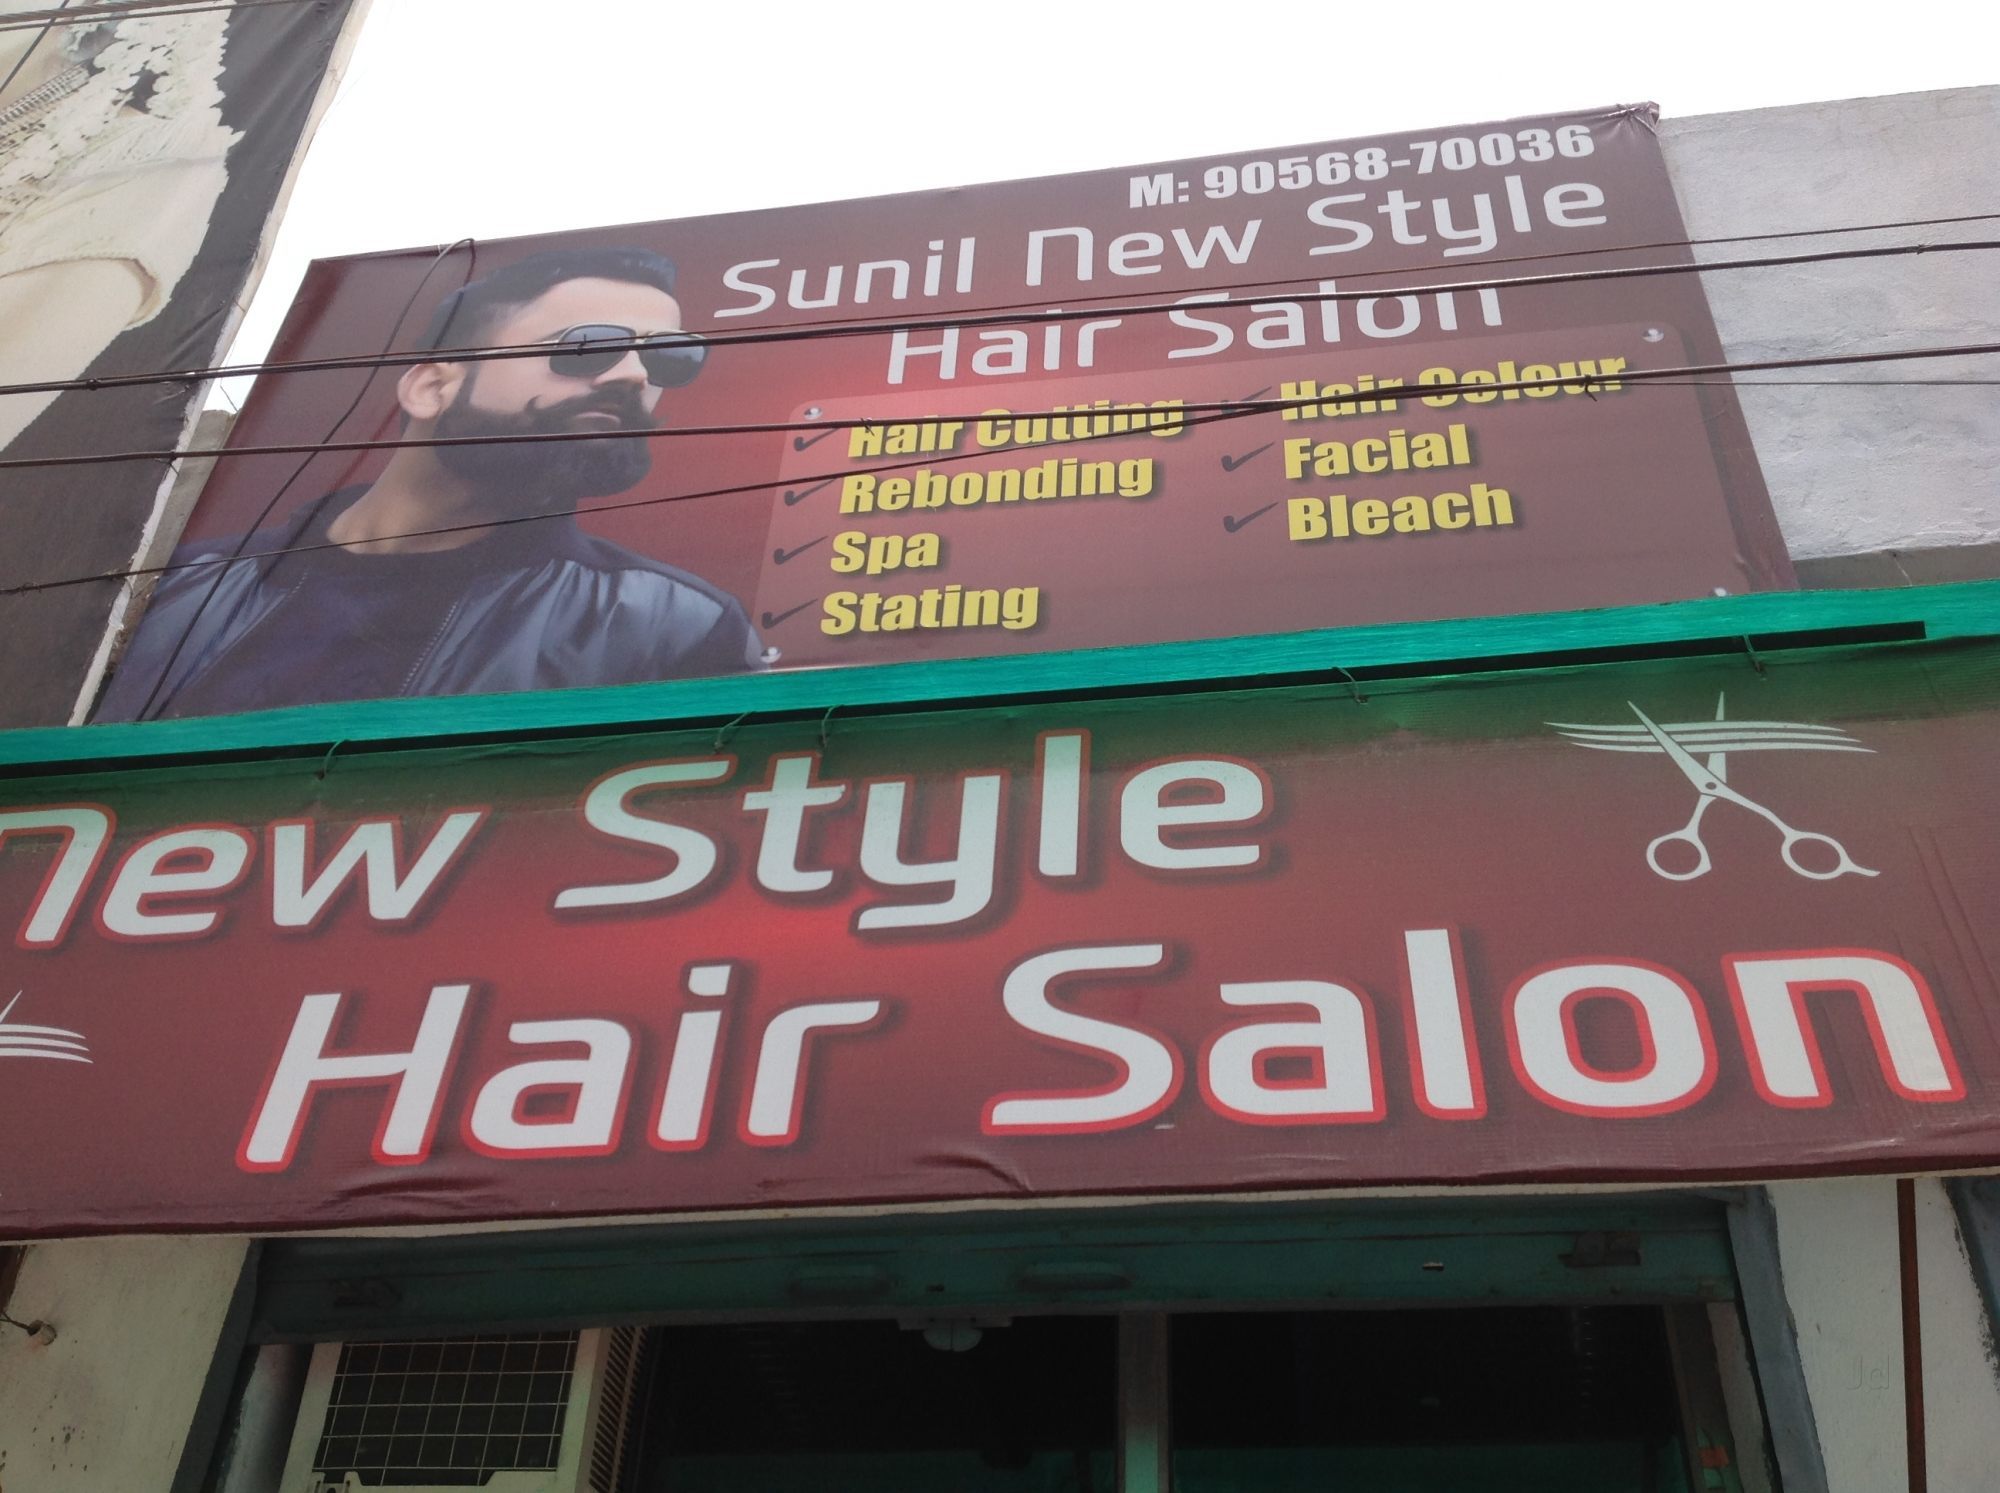 M: 90568-70036
Sunil New Style
Hair Salon
Hair Cutting
Rebonding
Spa
Stating
Hair Colour
Facial
Bleach
New Style
Hair Salon
Jd